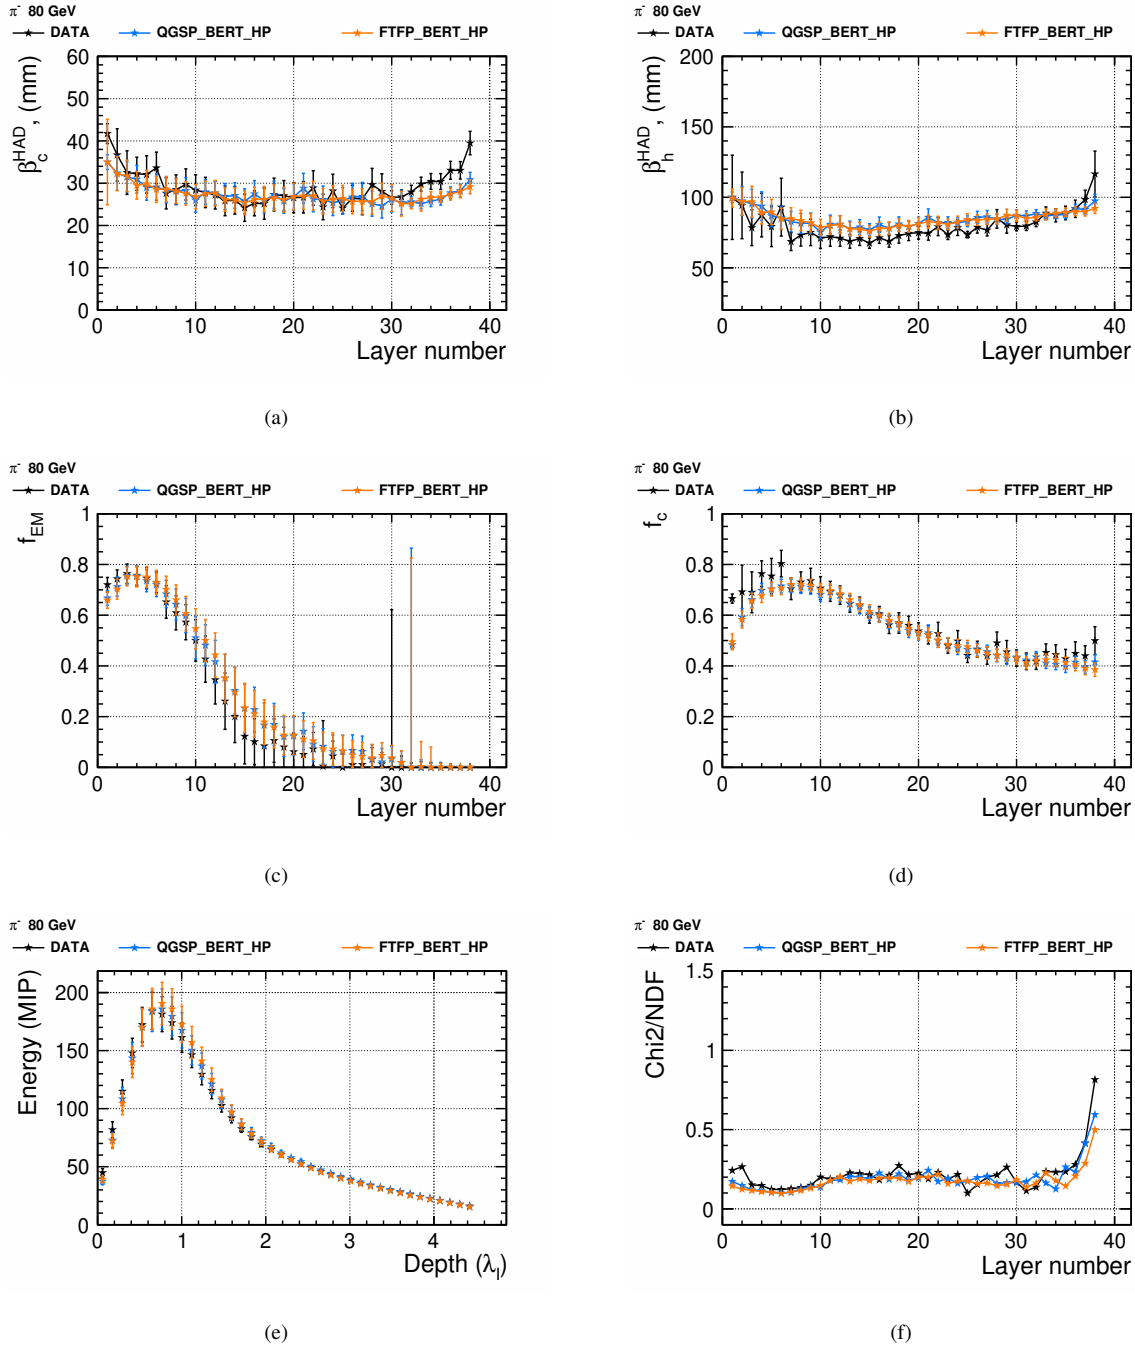 π⁻ 80 GeV
DATA QGSP_BERT_HP FTFP_BERT_HP
β_c^HAD, (mm)
60
50
40
30
20
10
0
0 10 20 30 40
Layer number
(a)
π⁻ 80 GeV
DATA QGSP_BERT_HP FTFP_BERT_HP
β_h^HAD, (mm)
200
150
100
50
0 10 20 30 40
Layer number
(b)
π⁻ 80 GeV
DATA QGSP_BERT_HP FTFP_BERT_HP
f_EM
1
0.8
0.6
0.4
0.2
0
0 10 20 30 40
Layer number
(c)
π⁻ 80 GeV
DATA QGSP_BERT_HP FTFP_BERT_HP
f_c
1
0.8
0.6
0.4
0.2
0
0 10 20 30 40
Layer number
(d)
π⁻ 80 GeV
DATA QGSP_BERT_HP FTFP_BERT_HP
Energy (MIP)
200
150
100
50
0
0 1 2 3 4
Depth (λ_I)
(e)
π⁻ 80 GeV
DATA QGSP_BERT_HP FTFP_BERT_HP
Chi2/NDF
1.5
1
0.5
0
0 10 20 30 40
Layer number
(f)